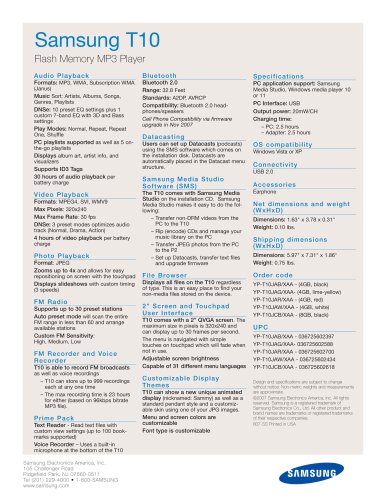 Samsung T10
Flash Memory MP3 Player
Audio Playback
Formats: MP3, WMA, Subscription WMA
(Janus)
Music Sort: Artists, Albums, Songs,
Genres, Playlists
DNSe: 10 preset EQ settings plus 1
custom 7-band EQ with 3D and Bass
settings
Play Modes: Normal, Repeat, Repeat
One, Shuffle
PC playlists supported as well as 5 on-
the-go playlists
Displays album art, artist info, and
visualizers
Supports ID3 Tags
30 hours of audio playback per
battery charge
Video Playback
Formats: MPEG4, SVI, WMV9
Max Pixels: 320x240
Max Frame Rate: 30 fps
DNSe: 3 preset modes optimizes audio
track (Normal, Drama, Action)
4 hours of video playback per battery
charge
Photo Playback
Format: JPEG
Zooms up to 4x and allows for easy
repositioning on screen with the touchpad
Displays slideshows with custom timing
(3 speeds)
FM Radio
Supports up to 30 preset stations
Auto preset mode will scan the entire
FM range in less than 60 and arrange
available stations
Custom FM Sensitivity:
High, Medium, Low
FM Recorder and Voice
Recorder
T10 is able to record FM broadcasts
as well as voice recordings
– T10 can store up to 999 recordings
each at any one time
– The max recording time is 23 hours
for either (based on 96kbps bitrate
MP3 file).
Prime Pack
Text Reader - Read text files with
custom view settings (up to 100 book-
marks supported)
Voice Recorder – Uses a built-in
microphone at the bottom of the T10
Bluetooth
Bluetooth 2.0
Range: 32.8 Feet
Standards: A2DP, AVRCP
Compatibility: Bluetooth 2.0 head-
phones/speakers
Cell Phone Compatibility via firmware
upgrade in Nov 2007
Datacasting
Users can set up Datacasts (podcasts)
using the SMS software which comes on
the installation disk. Datacasts are
automatically placed in the Datacast menu
structure.
Samsung Media Studio
Software (SMS)
The T10 comes with Samsung Media
Studio on the installation CD. Samsung
Media Studio makes it easy to do the fol-
lowing:
– Transfer non-DRM videos from the
PC to the T10
– Rip (encode) CDs and manage your
music library on the PC
– Transfer JPEG photos from the PC
to the P2
– Set up Datacasts, transfer text files
and upgrade firmware
File Browser
Displays all files on the T10 regardless
of type. This is an easy place to find your
non-media files stored on the device.
2" Screen and Touchpad
User Interface
T10 comes with a 2" QVGA screen. The
maximum size in pixels is 320x240 and
can display up to 30 frames per second.
The menu is navigated with simple
touches on touchpad which will fade when
not in use.
Adjustable screen brightness
Capable of 31 different menu languages
Customizable Display
Themes
T10 can show a new unique animated
display (nickname: Sammy) as well as a
standard pendant style and a customiz-
able skin using one of your JPG images.
Menu and screen colors are
customizable
Font type is customizable
Specifications
PC application support: Samsung
Media Studio, Windows media player 10
or 11
PC Interface: USB
Output power: 20mW/CH
Charging time:
– PC: 2.5 hours
– Adapter: 2.5 hours
OS compatibility
Windows Vista or XP
Connectivity
USB 2.0
Accessories
Earphone
Net dimensions and weight
(WxHxD)
Dimensions: 1.63" x 3.78 x 0.31"
Weight: 0.10 lbs.
Shipping dimensions
(WxHxD)
Dimensions: 5.97" x 7.31" x 1.86"
Weight: 0.75 lbs.
Order code
YP-T10JAB/XAA - (4GB, black)
YP-T10JAG/XAA - (4GB, lime-yellow)
YP-T10JAR/XAA - (4GB, red)
YP-T10JAW/XAA - (4GB, white)
YP-T10JCB/XAA - (8GB, black)
UPC
YP-T10JAB/XAA - 036725602397
YP-T10JAG/XAA - 036725602588
YP-T10JAR/XAA - 036725602380
YP-T10JAW/XAA - 036725602434
YP-T10JCB/XAA - 036725602618
Design and specifications are subject to change
without notice. Non-metric weights and measurements
are approximate.
©2007 Samsung Electronics America, Inc. All rights
reserved. Samsung is a registered trademark of
Samsung Electronics Co., Ltd. All other product and
brand names are trademarks or registered trademarks
of their respective companies.
Samsung Electronics America, Inc.
105 Challenger Road
Ridgefield Park, NJ 07660-0511
Tel (201) 229-4000 • 1-800-SAMSUNG
www.samsung.com
SAMSUNG